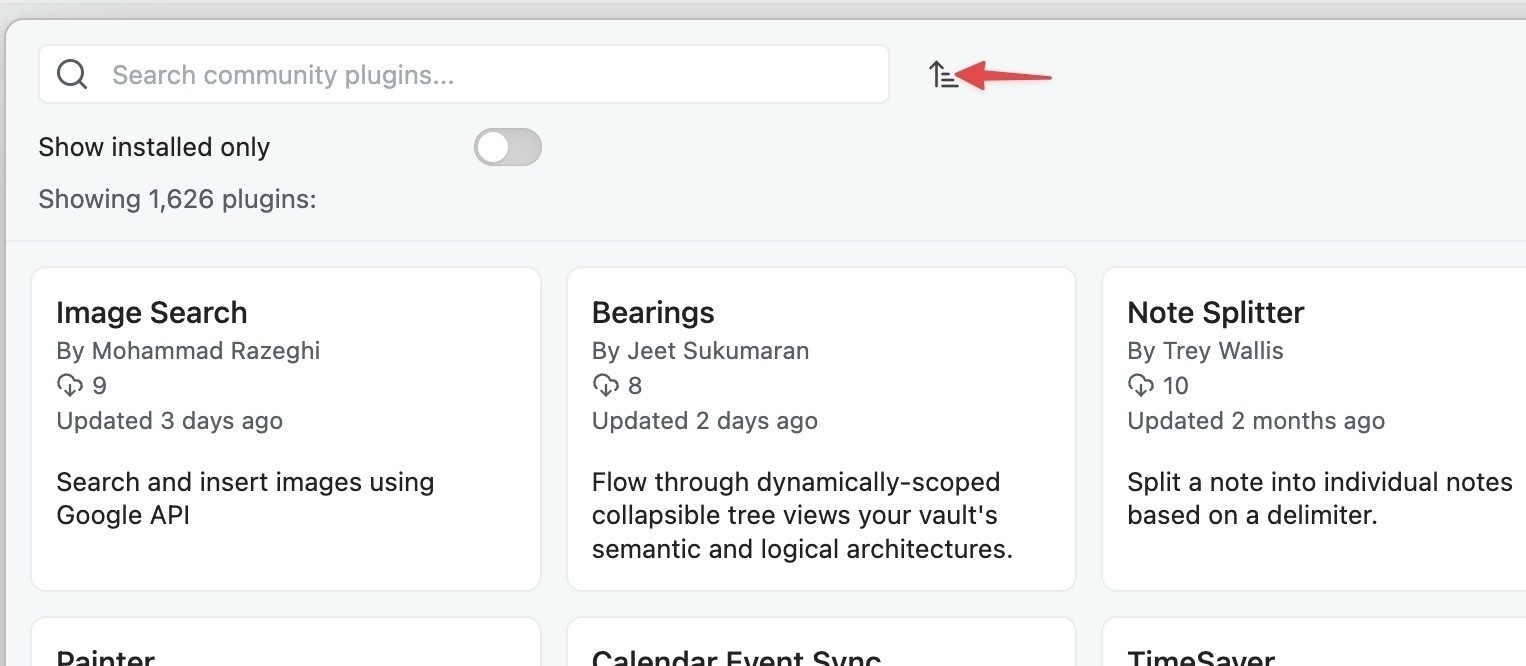 Search community plugins...
Show installed only
Showing 1,626 plugins:
Image Search
By Mohammad Razeghi
9
Updated 3 days ago
Search and insert images using
Google API
Bearings
By Jeet Sukumaran
8
Updated 2 days ago
Flow through dynamically-scoped
collapsible tree views your vault's
semantic and logical architectures.
Note Splitter
By Trey Wallis
10
Updated 2 months ago
Split a note into individual notes
based on a delimiter.
Painter
Calendar Event Sync
TimeSaver